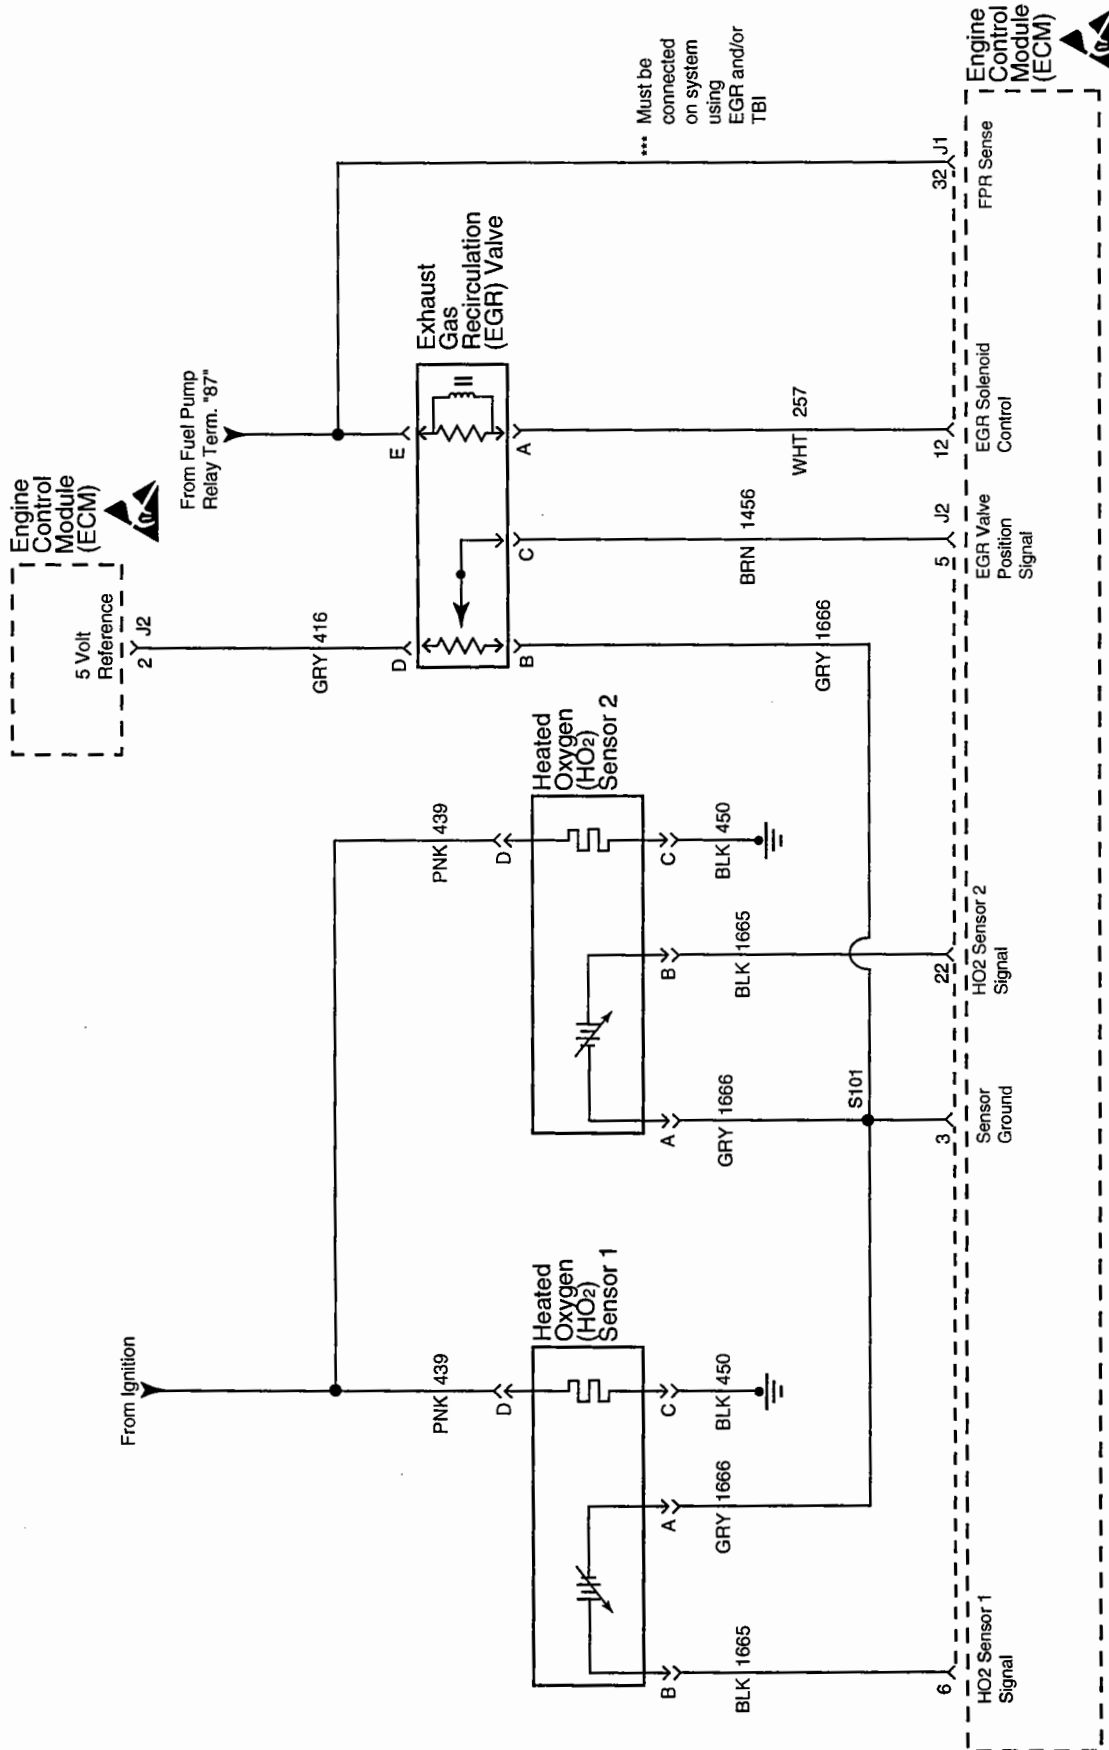 Engine
Control
Module
(ECM)
5 Volt
Reference
2
J2
GRY
416
D
From Fuel Pump
Relay Term. "87"
E
Exhaust
Gas
Recirculation
(EGR) Valve
*** Must be
connected
on system
using
EGR and/or
TBI
From Ignition
PNK
439
D
PNK
439
D
Heated
Oxygen
(HO2)
Sensor 1
Heated
Oxygen
(HO2)
Sensor 2
B
A
C
A
B
C
B
C
A
BLK
1665
GRY
1666
BLK
450
GRY
1666
BLK
1665
BLK
450
GRY
1666
BRN
1456
WHT
257
S101
6
3
22
5
J2
12
32
J1
HO2 Sensor 1
Signal
Sensor
Ground
HO2 Sensor 2
Signal
EGR Valve
Position
Signal
EGR Solenoid
Control
FPR Sense
Engine
Control
Module
(ECM)